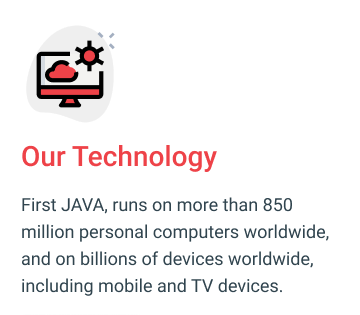 Our Technology
First JAVA, runs on more than 850
million personal computers worldwide,
and on billions of devices worldwide,
including mobile and TV devices.